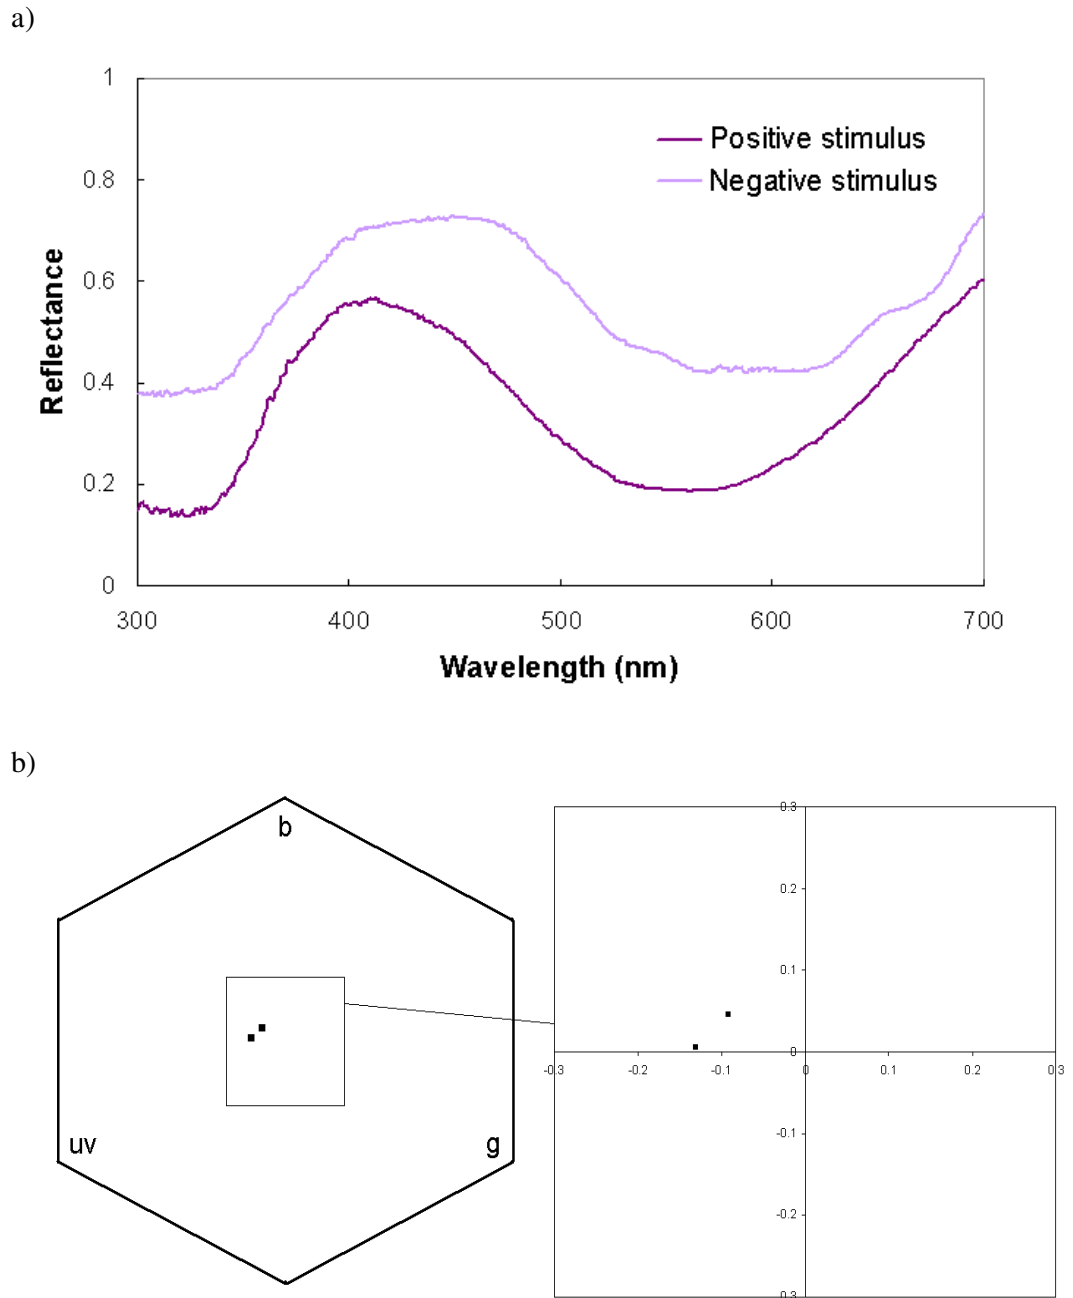 a)
1
Positive stimulus
Negative stimulus
0.8
0.6
0.4
0.2
0
Reflectance
300 400 500 600 700
Wavelength (nm)
b)
b
uv
g
0.3
0.2
0.1
0
-0.3 -0.2 -0.1 0 0.1 0.2 0.3
-0.1
-0.2
0.3